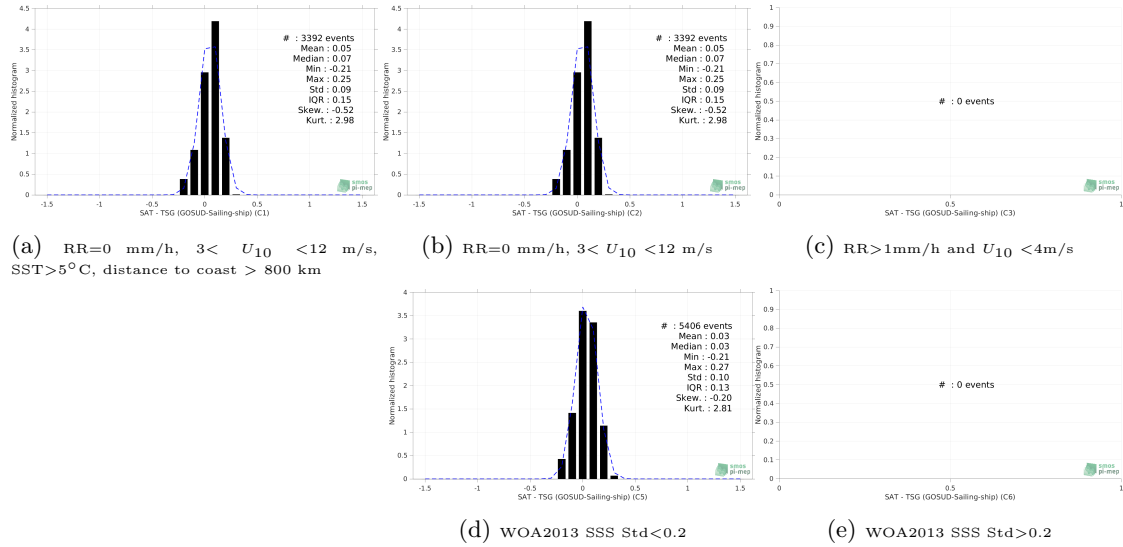 4.5
4
3.5
3
2.5
2
1.5
1
0.5
0
Normalized histogram
# : 3392 events
Mean : 0.05
Median : 0.07
Min : -0.21
Max : 0.25
Std : 0.09
IQR : 0.15
Skew. : -0.52
Kurt. : 2.98
smos
pi-mep
-1.5 -1 -0.5 0 0.5 1 1.5
SAT - TSG (GOSUD-Sailing-ship) (C1)
(a) RR=0 mm/h, 3< U10 <12 m/s,
SST>5°C, distance to coast > 800 km
4.5
4
3.5
3
2.5
2
1.5
1
0.5
0
Normalized histogram
# : 3392 events
Mean : 0.05
Median : 0.07
Min : -0.21
Max : 0.25
Std : 0.09
IQR : 0.15
Skew. : -0.52
Kurt. : 2.98
smos
pi-mep
-1.5 -1 -0.5 0 0.5 1 1.5
SAT - TSG (GOSUD-Sailing-ship) (C2)
(b) RR=0 mm/h, 3< U10 <12 m/s
1
0.9
0.8
0.7
0.6
0.5
0.4
0.3
0.2
0.1
0
Normalized histogram
# : 0 events
smos
pi-mep
0 0.5 1
SAT - TSG (GOSUD-Sailing-ship) (C3)
(c) RR>1mm/h and U10 <4m/s
4
3.5
3
2.5
2
1.5
1
0.5
0
Normalized histogram
# : 5406 events
Mean : 0.03
Median : 0.03
Min : -0.21
Max : 0.27
Std : 0.10
IQR : 0.13
Skew. : -0.20
Kurt. : 2.81
smos
pi-mep
-1.5 -1 -0.5 0 0.5 1 1.5
SAT - TSG (GOSUD-Sailing-ship) (C5)
(d) WOA2013 SSS Std<0.2
1
0.9
0.8
0.7
0.6
0.5
0.4
0.3
0.2
0.1
0
Normalized histogram
# : 0 events
smos
pi-mep
0 0.5 1
SAT - TSG (GOSUD-Sailing-ship) (C6)
(e) WOA2013 SSS Std>0.2